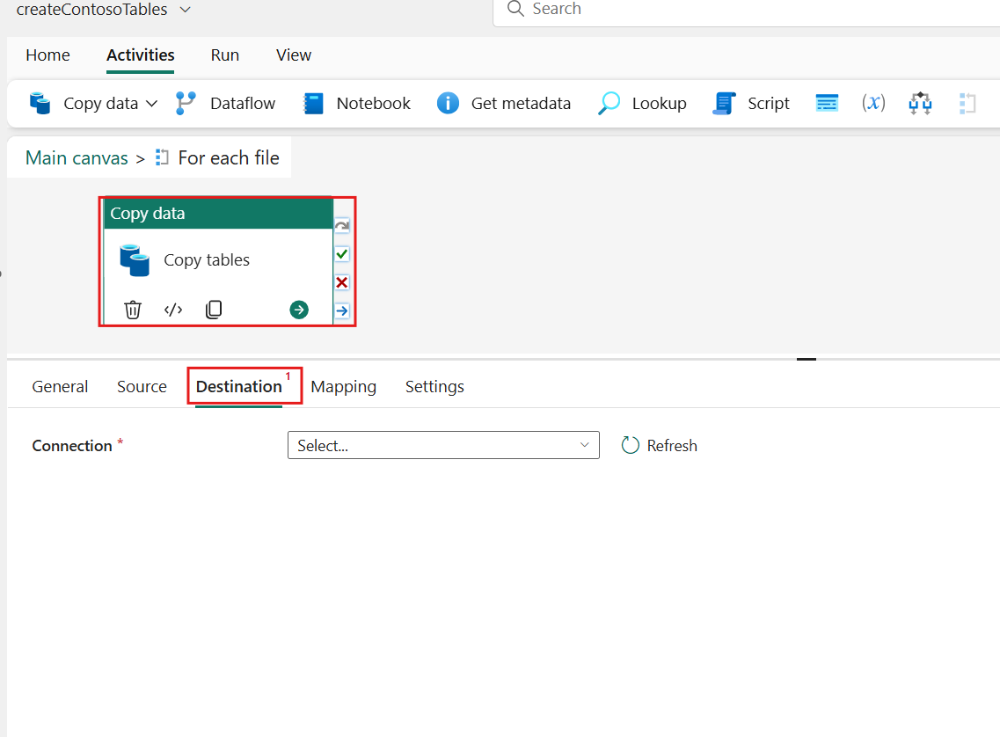 createContosoTables
Search
Home Activities Run View
Copy data Dataflow Notebook Get metadata Lookup Script (x)
Main canvas > For each file
Copy data
Copy tables
</>
General Source Destination 1 Mapping Settings
Connection * Select... Refresh